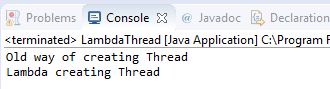 Problems Console Javadoc Declaration
<terminated> LambdaThread [Java Application] C:\Program F
Old way of creating Thread
Lambda creating Thread